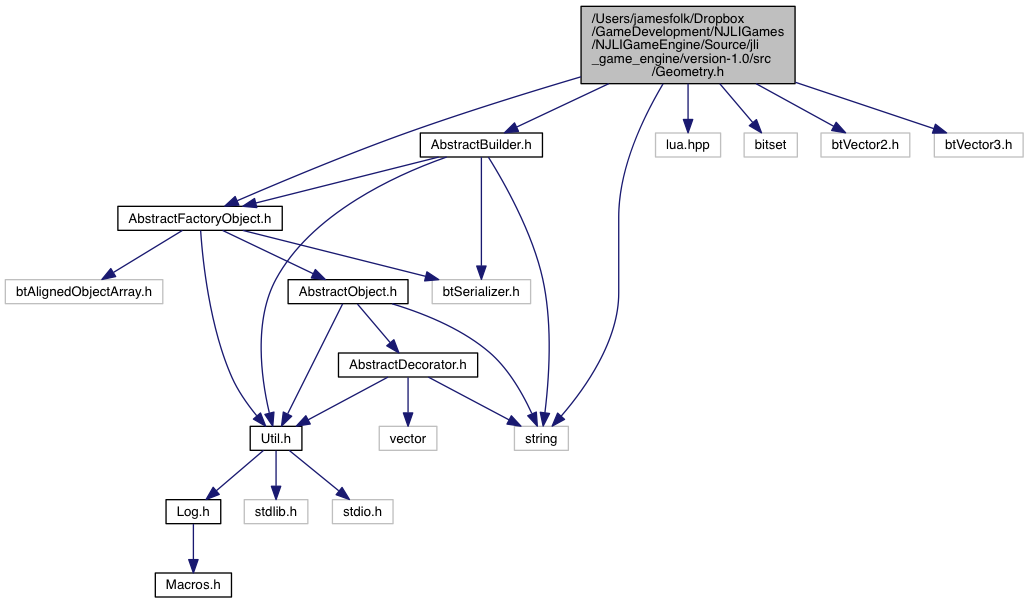 /Users/jamesfolk/Dropbox
/GameDevelopment/NJLIGames
/NJLIGameEngine/Source/jli
_game_engine/version-1.0/src
/Geometry.h
AbstractBuilder.h
lua.hpp
bitset
btVector2.h
btVector3.h
AbstractFactoryObject.h
btAlignedObjectArray.h
AbstractObject.h
btSerializer.h
AbstractDecorator.h
Util.h
vector
string
Log.h
stdlib.h
stdio.h
Macros.h